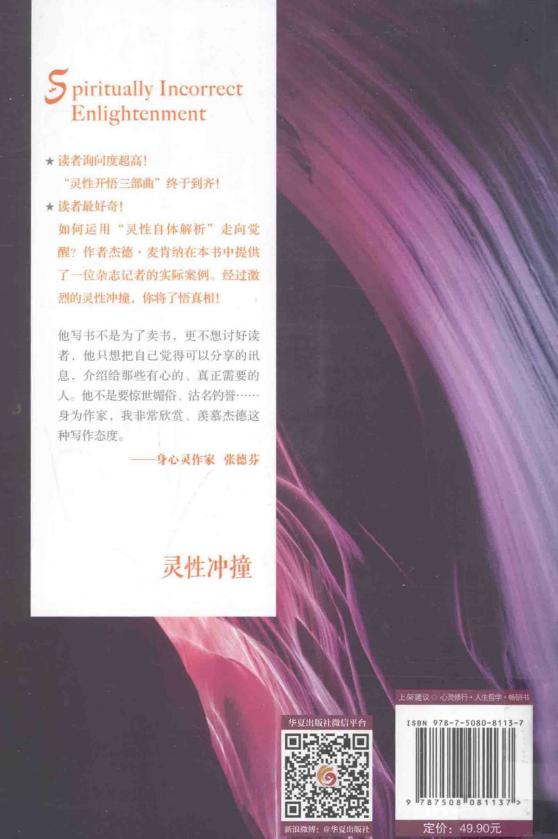 Spiritually Incorrect
Enlightenment
★读者询问度超高!
“灵性开悟三部曲”终于到齐!
★读者最好奇!
如何运用“灵性自体解析”走向觉
醒?作者杰德·麦肯纳在本书中提供
了一位杂志记者的实际案例。经过激
烈的灵性冲撞,你将了悟真相!
他写书不是为了卖书,更不想讨好读
者,他只想把自己觉得可以分享的讯
息,介绍给那些有心的、真正需要的
人。他不是要惊世媚俗、沽名钓誉……
身为作家,我非常欣赏、羡慕杰德这
种写作态度。
——身心灵作家 张德芬
灵性冲撞
华夏出版社微信平台
新浪微博:@华夏出版社
上架建议◎心灵修行·人生哲学·畅销书
ISBN 978-7-5080-8113-7
9 787508 081137 >
定价:49.90元